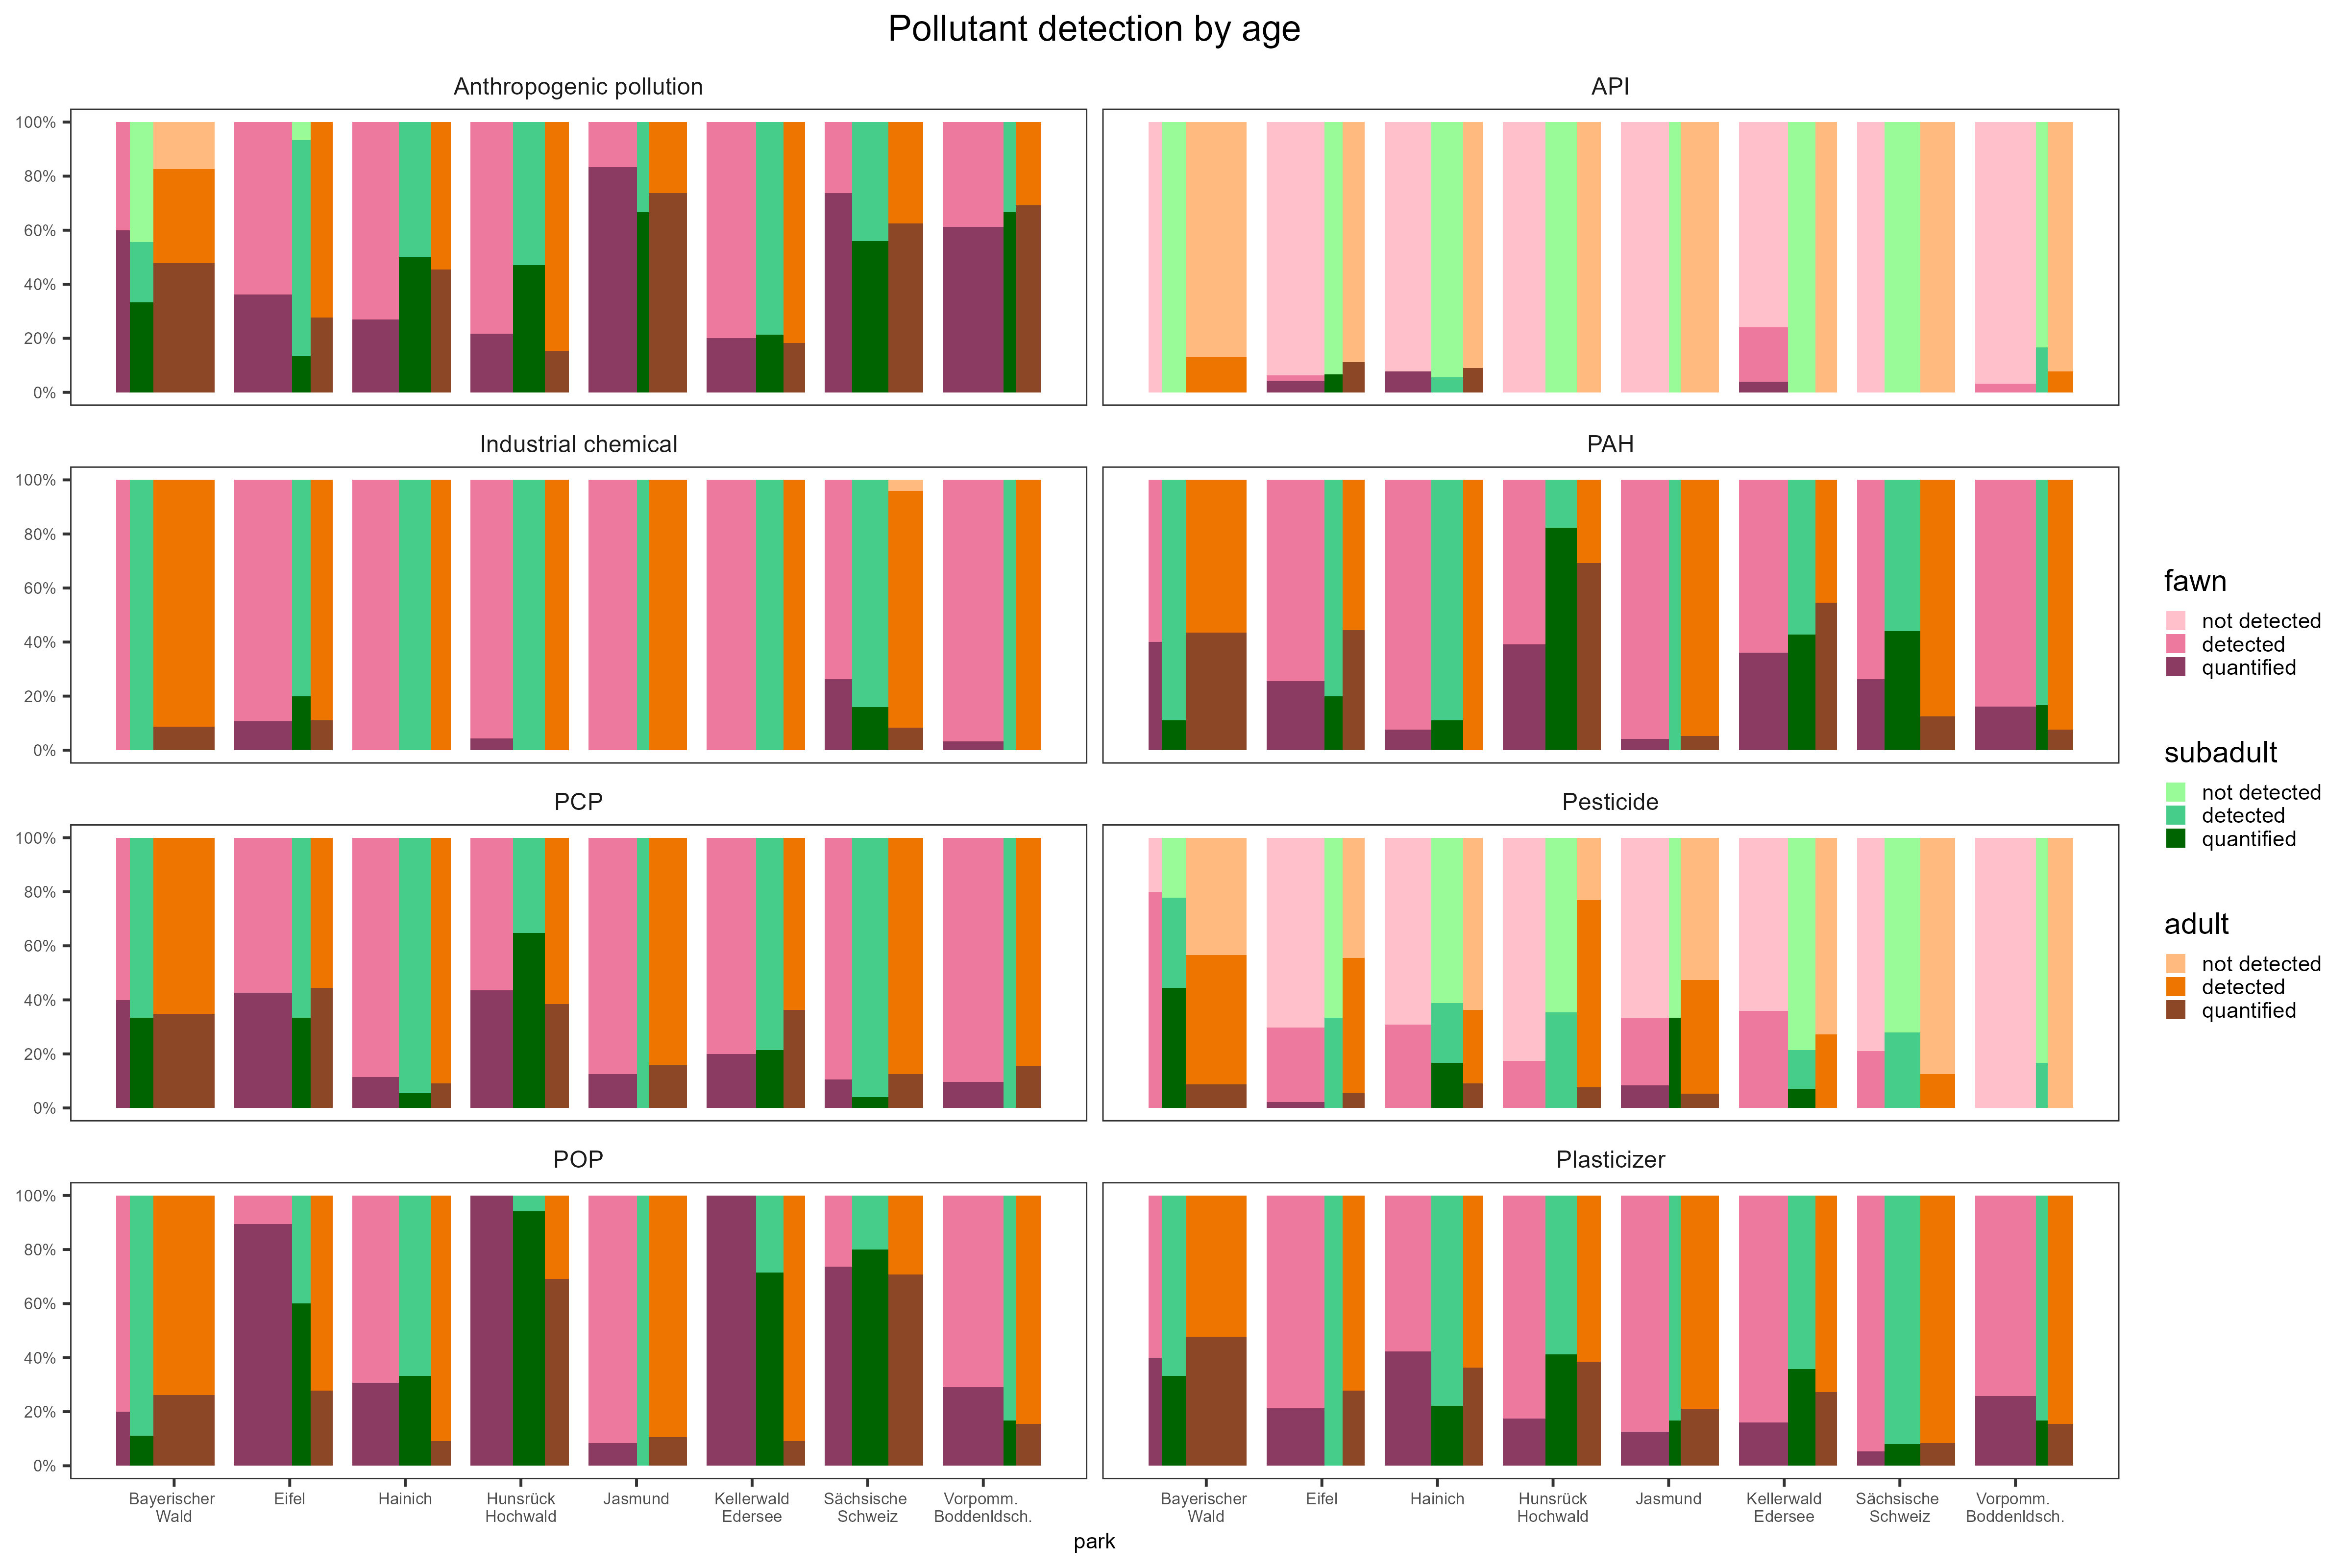 Pollutant detection by age
Anthropogenic pollution
API
100%
80%
60%
40%
20%
0%
Industrial chemical
PAH
100%
80%
60%
40%
20%
0%
PCP
Pesticide
100%
80%
60%
40%
20%
0%
POP
Plasticizer
100%
80%
60%
40%
20%
0%
Bayerischer
Wald
Eifel
Hainich
Hunsrück
Hochwald
Jasmund
Kellerwald
Edersee
Sächsische
Schweiz
Vorpomm.
Boddenldsch.
Bayerischer
Wald
Eifel
Hainich
Hunsrück
Hochwald
Jasmund
Kellerwald
Edersee
Sächsische
Schweiz
Vorpomm.
Boddenldsch.
park
fawn
not detected
detected
quantified
subadult
not detected
detected
quantified
adult
not detected
detected
quantified